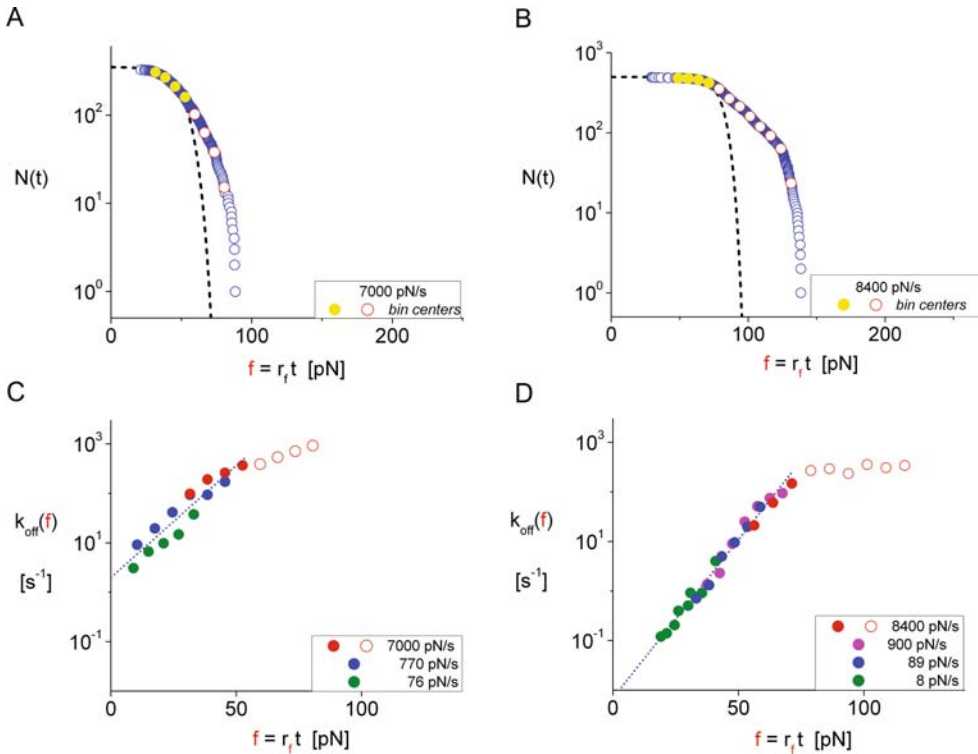 A
10²
N(t)
10¹
10⁰
0
100
200
7000 pN/s
bin centers
f = r_f t [pN]
B
10³
10²
N(t)
10¹
10⁰
0
100
200
8400 pN/s
bin centers
f = r_f t [pN]
C
10³
k_off(f)
10¹
[s⁻¹]
10⁻¹
0
50
100
7000 pN/s
770 pN/s
76 pN/s
f = r_f t [pN]
D
10³
k_off(f)
10¹
[s⁻¹]
10⁻¹
0
50
100
8400 pN/s
900 pN/s
89 pN/s
8 pN/s
f = r_f t [pN]